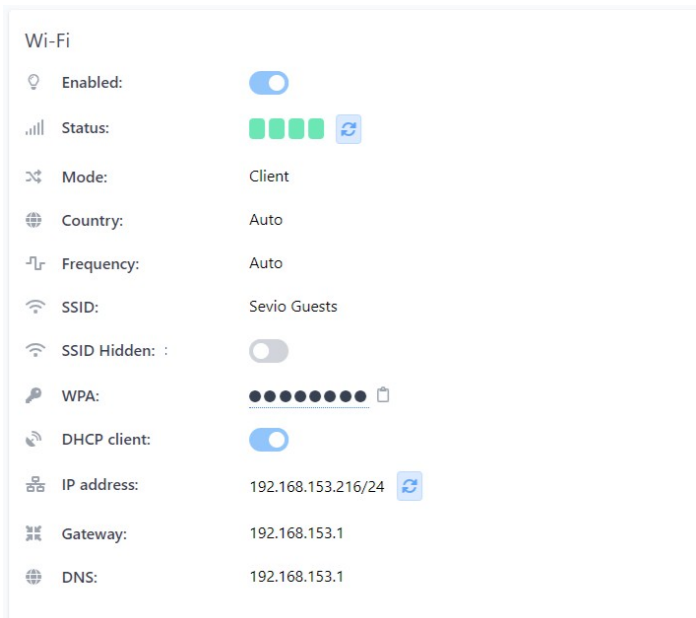 Wi-Fi
Enabled:
Status:
Mode: Client
Country: Auto
Frequency: Auto
SSID: Sevio Guests
SSID Hidden: :
WPA: ●●●●●●●●
DHCP client:
IP address: 192.168.153.216/24
Gateway: 192.168.153.1
DNS: 192.168.153.1